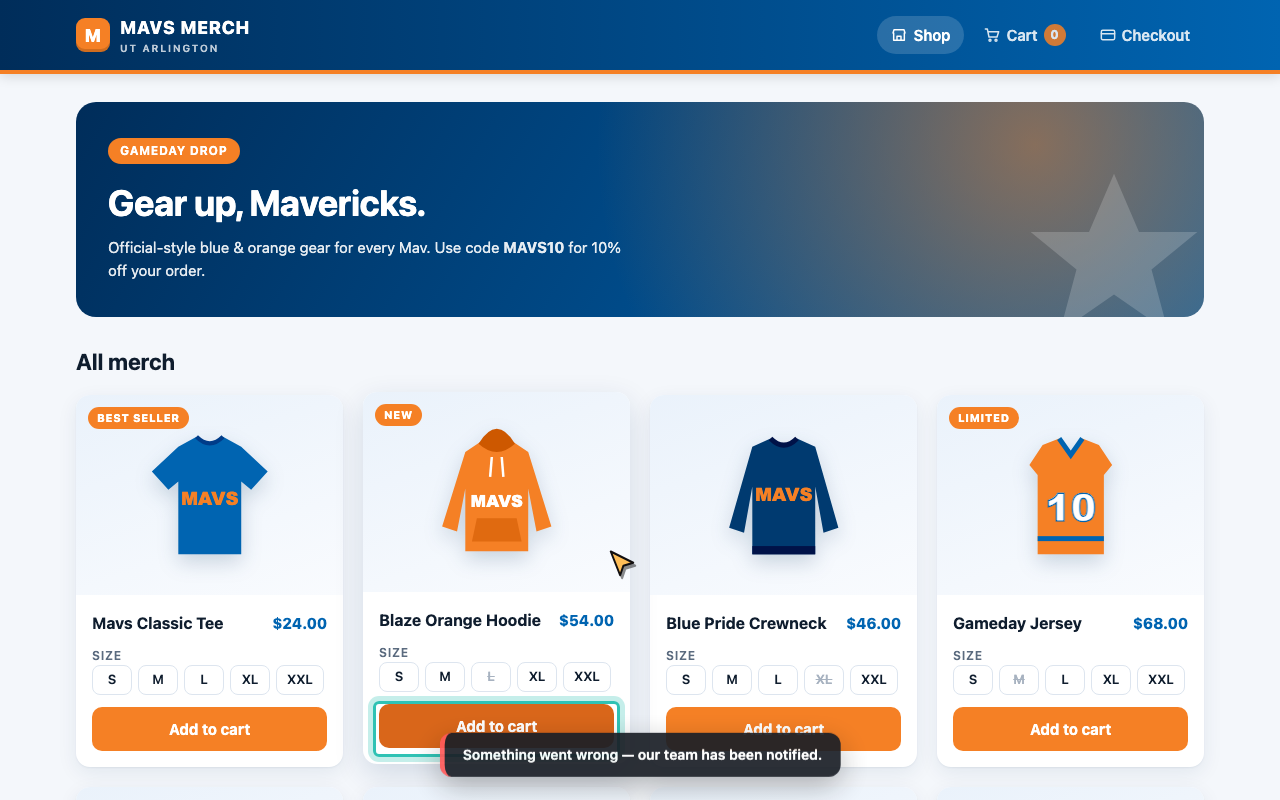 M
MAVS MERCH
UT ARLINGTON
Shop
Cart 0
Checkout
GAMEDAY DROP
Gear up, Mavericks.
Official-style blue & orange gear for every Mav. Use code MAVS10 for 10%
off your order.
All merch
BEST SELLER
MAVS
Mavs Classic Tee $24.00
SIZE
S M L XL XXL
Add to cart
NEW
MAVS
Blaze Orange Hoodie $54.00
SIZE
S M L XL XXL
Add to cart
MAVS
Blue Pride Crewneck $46.00
SIZE
S M L XL XXL
Add to cart
LIMITED
10
Gameday Jersey $68.00
SIZE
S M L XL XXL
Add to cart
Something went wrong — our team has been notified.